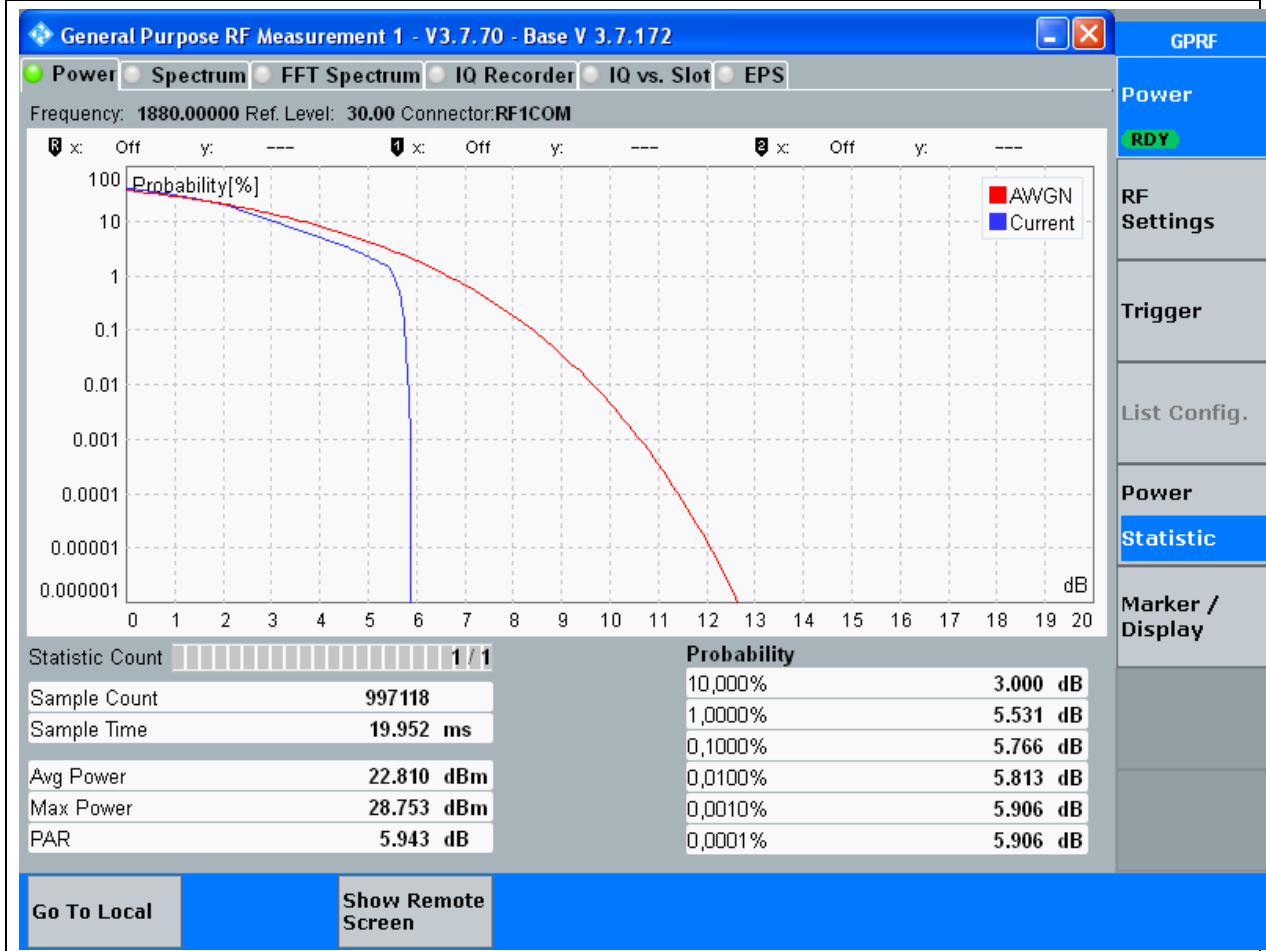 General Purpose RF Measurement 1 - V3.7.70 - Base V 3.7.172
GPRF
Power Spectrum FFT Spectrum IQ Recorder IQ vs. Slot EPS
Frequency: 1880.00000 Ref. Level: 30.00 Connector:RF1COM
R x: Off y: --- 1 x: Off y: --- 2 x: Off y: ---
Probability[%]
AWGN
Current
100
10
1
0.1
0.01
0.001
0.0001
0.00001
0.000001
dB
0 1 2 3 4 5 6 7 8 9 10 11 12 13 14 15 16 17 18 19 20
Statistic Count 1 / 1
Sample Count 997118
Sample Time 19.952 ms
Avg Power 22.810 dBm
Max Power 28.753 dBm
PAR 5.943 dB
Probability
10,000% 3.000 dB
1,0000% 5.531 dB
0,1000% 5.766 dB
0,0100% 5.813 dB
0,0010% 5.906 dB
0,0001% 5.906 dB
Power
RDY
RF
Settings
Trigger
List Config.
Power
Statistic
Marker /
Display
Go To Local
Show Remote
Screen